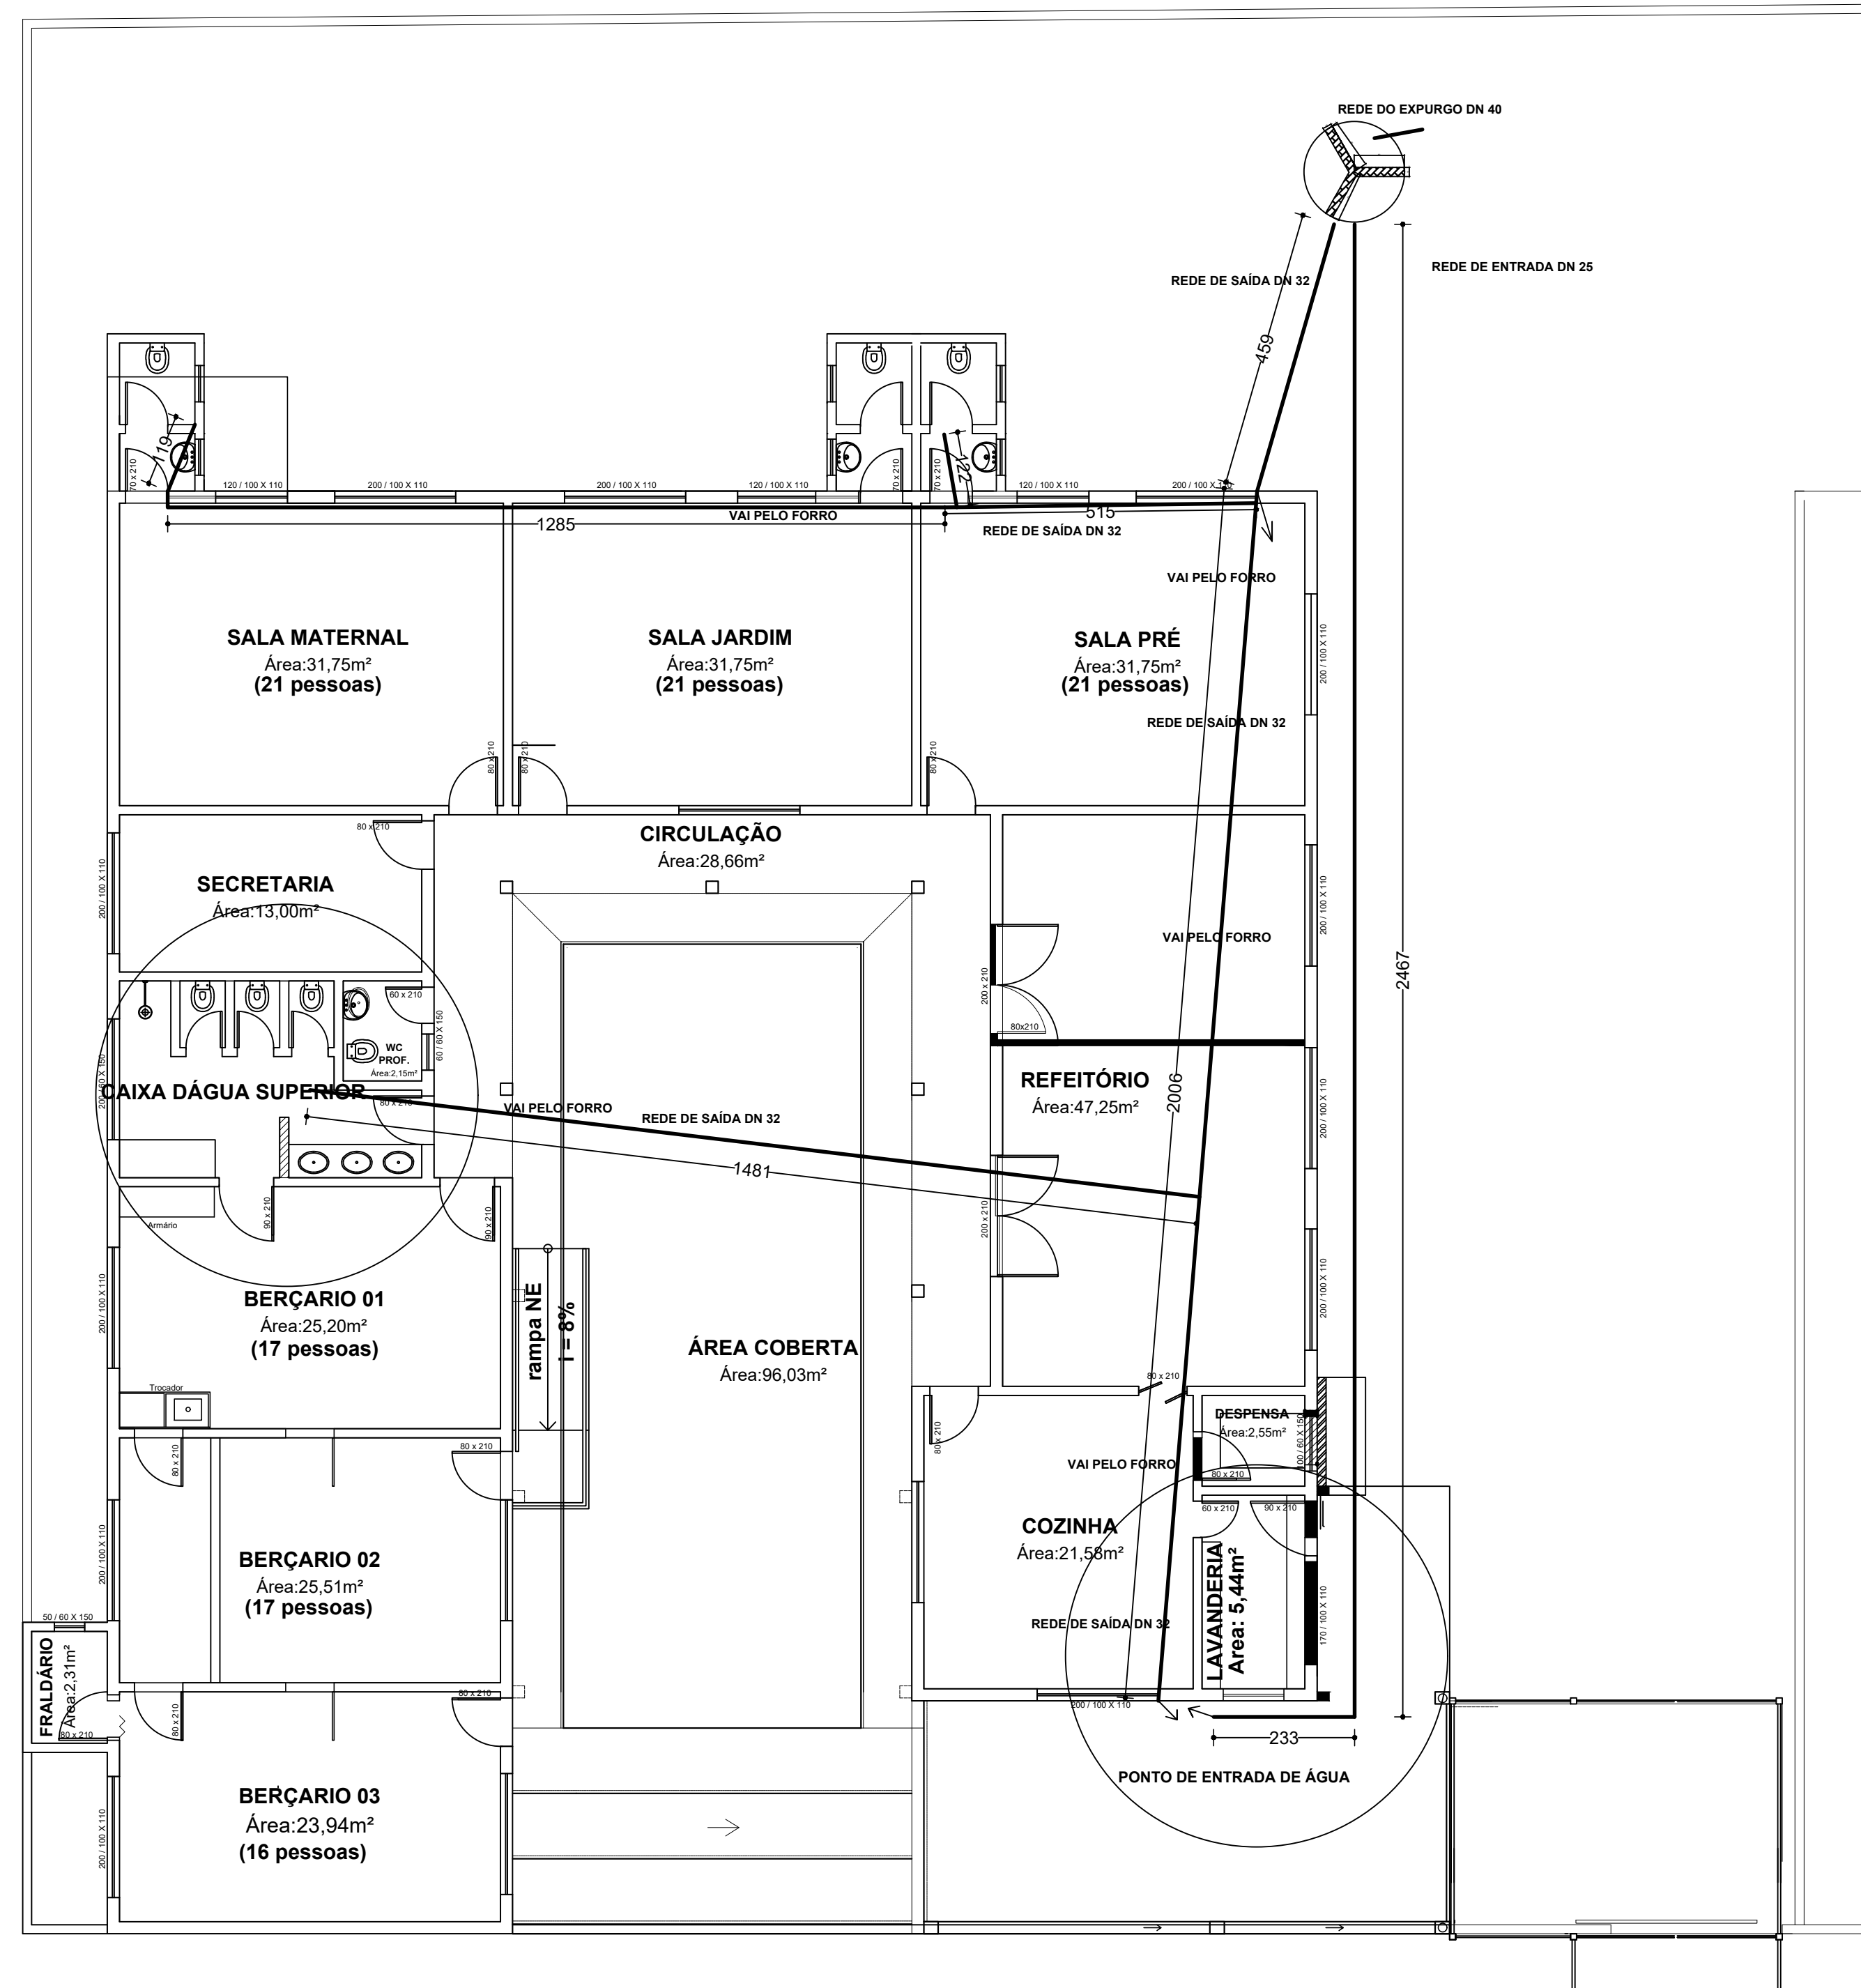 REDE DO EXPURGO DN 40
REDE DE ENTRADA DN 25
REDE DE SAÍDA DN 32
459
119
122
70 x 210
70 x 210
70 x 210
120 / 100 X 110
200 / 100 X 110
200 / 100 X 110
120 / 100 X 110
120 / 100 X 110
200 / 100 X 110
VAI PELO FORRO
1285
515
REDE DE SAÍDA DN 32
VAI PELO FORRO
SALA MATERNAL
Área:31,75m²
(21 pessoas)
SALA JARDIM
Área:31,75m²
(21 pessoas)
SALA PRÉ
Área:31,75m²
(21 pessoas)
200 / 100 X 110
REDE DE SAÍDA DN 32
80 x 210
80 x 210
80 x 210
80 x 210
CIRCULAÇÃO
Área:28,66m²
SECRETARIA
Área:13,00m²
200 / 100 X 110
200 / 100 X 110
VAI PELO FORRO
200 x 210
2467
60 x 210
60 / 60 X 150
80x210
WC
PROF.
Área:2,15m²
200 / 60 X 150
CAIXA DÁGUA SUPERIOR
80 x 210
VAI PELO FORRO
REDE DE SAÍDA DN 32
REFEITÓRIO
Área:47,25m²
2006
200 / 100 X 110
1481
Armário
90 x 210
90 x 210
200 x 210
BERÇARIO 01
Área:25,20m²
(17 pessoas)
200 / 100 X 110
rampa NE
i = 8%
200 / 100 X 110
ÁREA COBERTA
Área:96,03m²
Trocador
80 x 210
DESPENSA
Área:2,55m²
100 / 60 X 150
80 x 210
80 x 210
80 x 210
80 x 210
VAI PELO FORRO
60 x 210
90 x 210
COZINHA
Área:21,58m²
BERÇARIO 02
Área:25,51m²
(17 pessoas)
200 / 100 X 110
LAVANDERIA
Area: 5,44m²
170 / 100 X 110
REDE DE SAÍDA DN 32
50 / 60 X 150
FRALDÁRIO
Área:2,31m²
80 x 210
80 x 210
80 x 210
200 / 100 X 110
233
PONTO DE ENTRADA DE ÁGUA
BERÇARIO 03
Área:23,94m²
(16 pessoas)
200 / 100 X 110